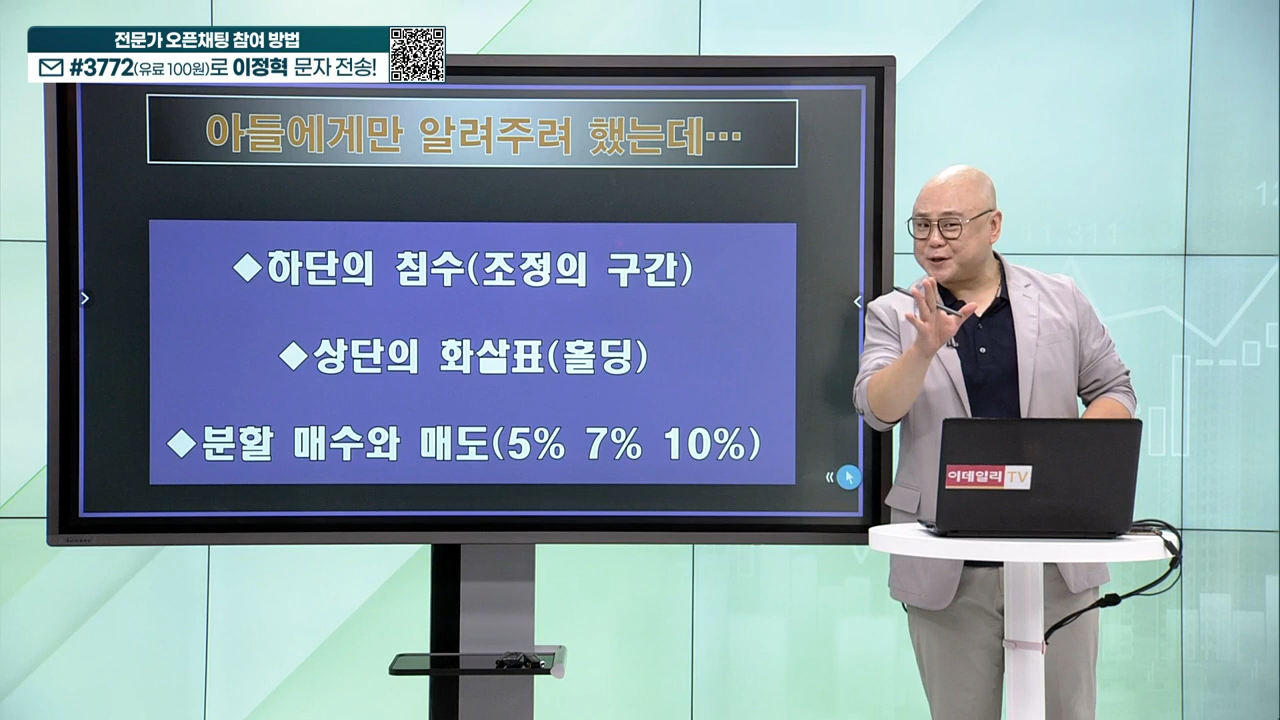 전문가 오픈채팅 참여 방법
#3772(유료 100원)로 이정혁 문자 전송!
아들에게만 알려주려 했는데…
◆하단의 침수(조정의 구간)
◆상단의 화살표(홀딩)
◆분할 매수와 매도(5% 7% 10%)
이데일리TV